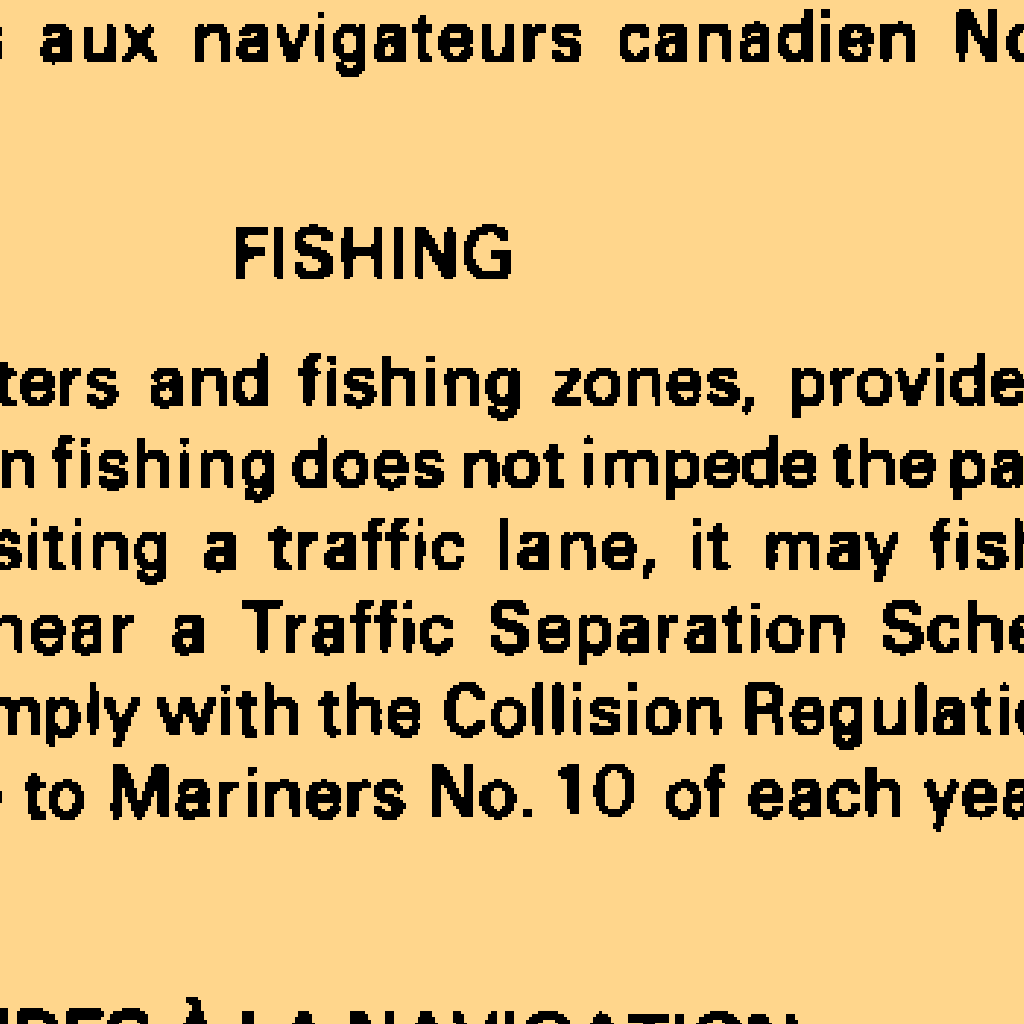 aux navigateurs canadien No
FISHING
ters and fishing zones, provide
n fishing does not impede the pa
siting a traffic lane, it may fish
near a Traffic Separation Sche
mply with the Collision Regulatio
to Mariners No. 10 of each yea
À LA NAVIGATION